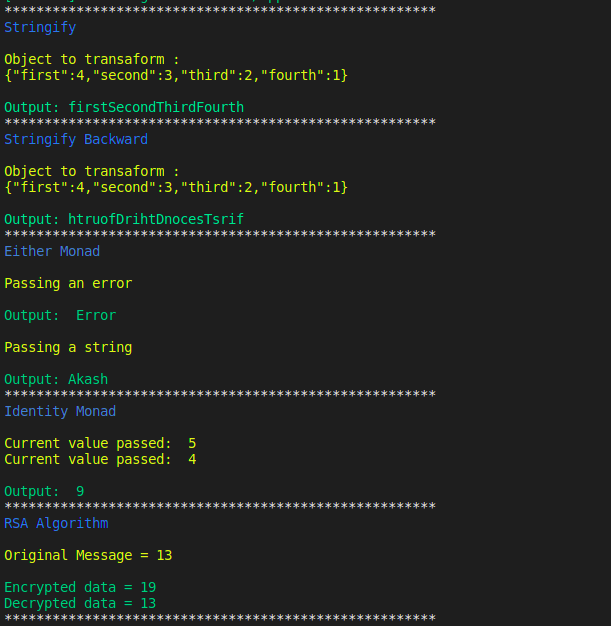 ******************************************************
Stringify
Object to transaform :
{"first":4,"second":3,"third":2,"fourth":1}
Output: firstSecondThirdFourth
******************************************************
Stringify Backward
Object to transaform :
{"first":4,"second":3,"third":2,"fourth":1}
Output: htruofDrihtDnocesTsrif
******************************************************
Either Monad
Passing an error
Output:  Error
Passing a string
Output: Akash
******************************************************
Identity Monad
Current value passed:  5
Current value passed:  4
Output:  9
******************************************************
RSA Algorithm
Original Message = 13
Encrypted data = 19
Decrypted data = 13
******************************************************